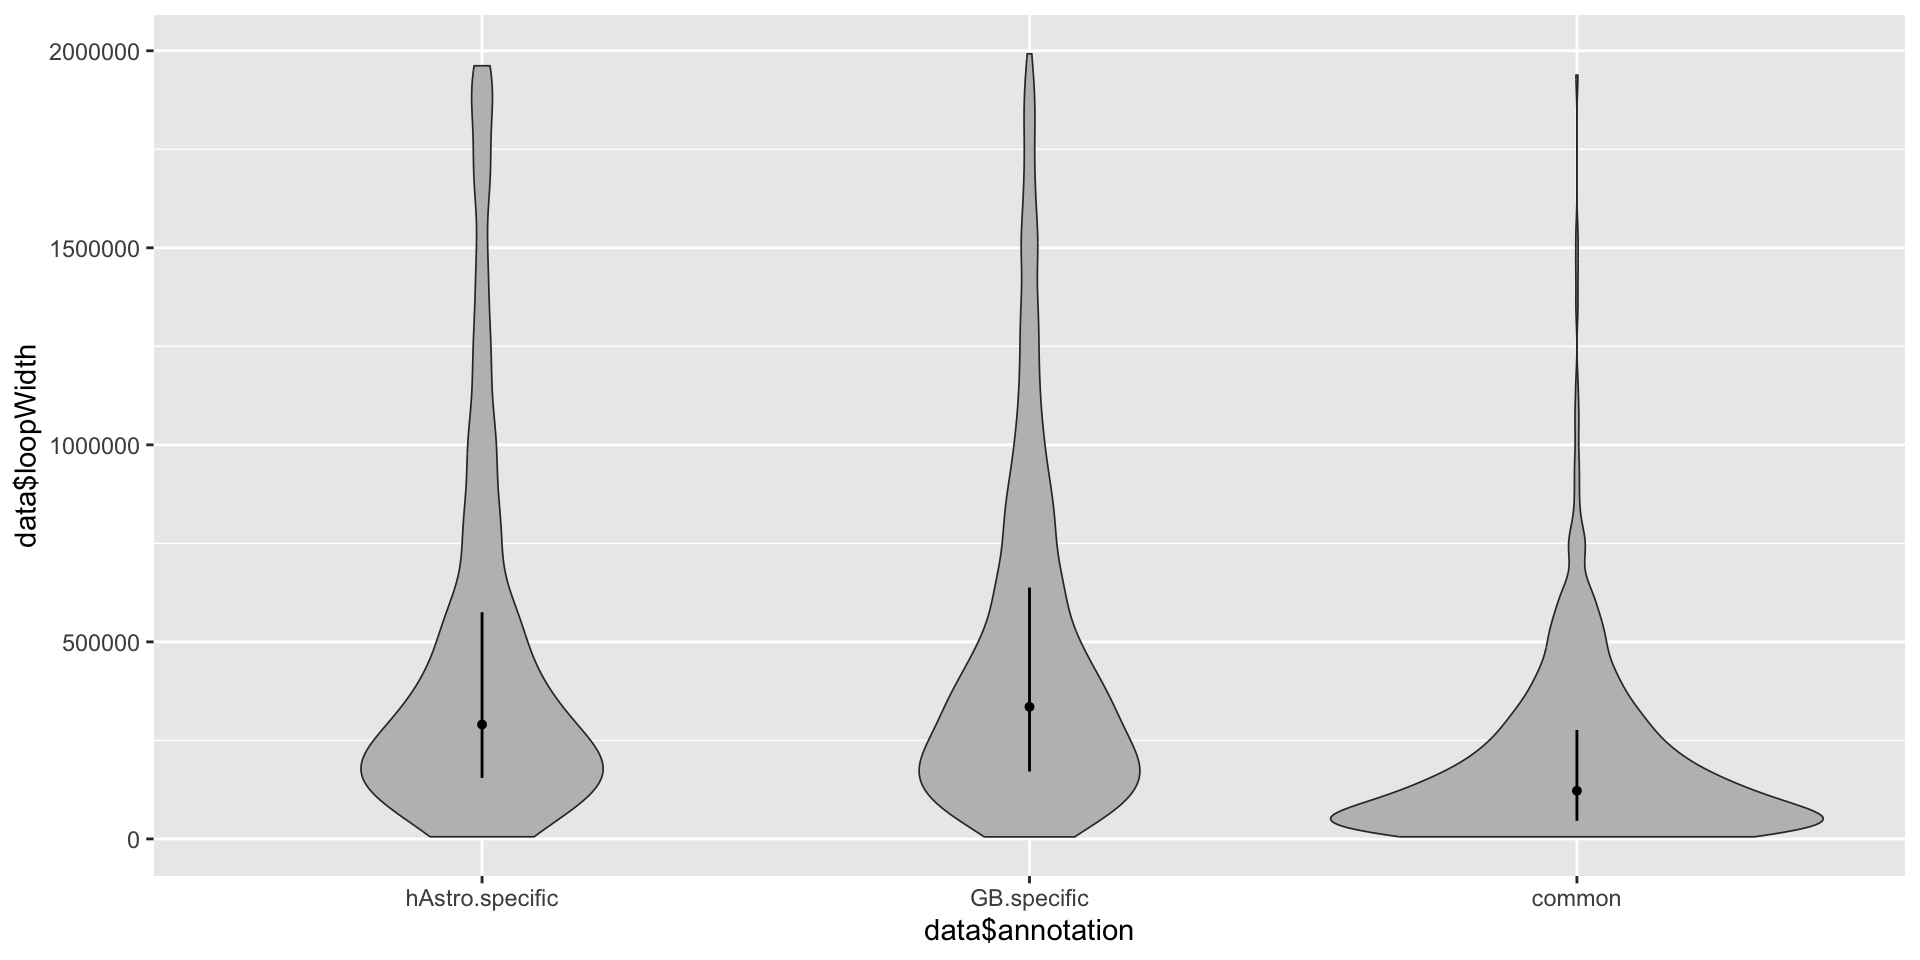 2000000
1500000
1000000
500000
0
data$loopWidth
hAstro.specific
GB.specific
common
data$annotation